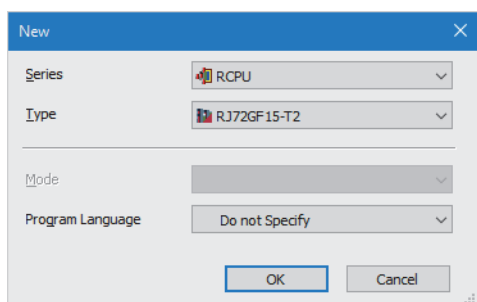 New
Series RCPU
Type RJ72GF15-T2
Mode
Program Language Do not Specify
OK Cancel